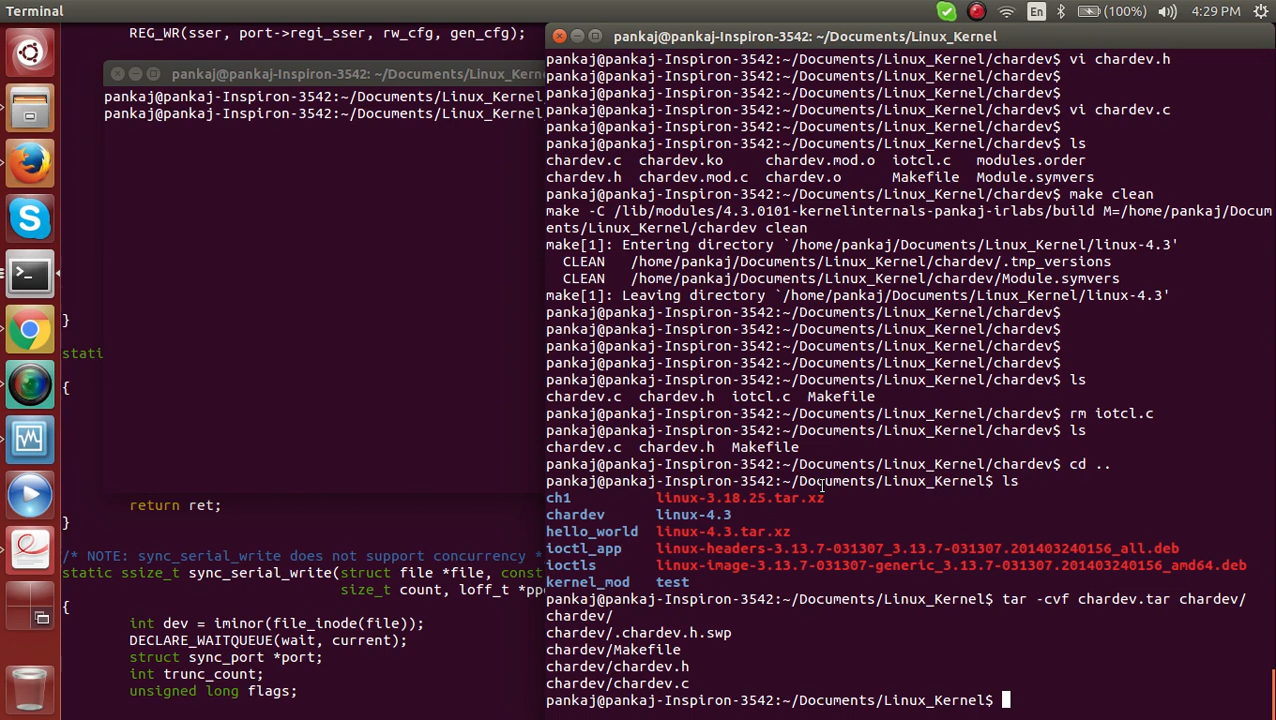 Terminal
En
(100%)
4:29 PM
REG_WR(sser, port->regi_sser, rw_cfg, gen_cfg);
pankaj@pankaj-Inspiron-3542: ~/Documents/Linux_Kerne
pankaj@pankaj-Inspiron-3542:~/Documents/Linux_Kernel
pankaj@pankaj-Inspiron-3542:~/Documents/Linux_Kernel
}
stati
{
return ret;
}
/* NOTE: sync_serial_write does not support concurrency *
static ssize_t sync_serial_write(struct file *file, const
size_t count, loff_t *pp
{
int dev = iminor(file_inode(file));
DECLARE_WAITQUEUE(wait, current);
struct sync_port *port;
int trunc_count;
unsigned long flags;
pankaj@pankaj-Inspiron-3542: ~/Documents/Linux_Kernel
pankaj@pankaj-Inspiron-3542:~/Documents/Linux_Kernel/chardev$ vi chardev.h
pankaj@pankaj-Inspiron-3542:~/Documents/Linux_Kernel/chardev$
pankaj@pankaj-Inspiron-3542:~/Documents/Linux_Kernel/chardev$
pankaj@pankaj-Inspiron-3542:~/Documents/Linux_Kernel/chardev$ vi chardev.c
pankaj@pankaj-Inspiron-3542:~/Documents/Linux_Kernel/chardev$
pankaj@pankaj-Inspiron-3542:~/Documents/Linux_Kernel/chardev$ ls
chardev.c chardev.ko chardev.mod.o iotcl.c modules.order
chardev.h chardev.mod.c chardev.o Makefile Module.symvers
pankaj@pankaj-Inspiron-3542:~/Documents/Linux_Kernel/chardev$ make clean
make -C /lib/modules/4.3.0101-kernelinternals-pankaj-irlabs/build M=/home/pankaj/Docum
ents/Linux_Kernel/chardev clean
make[1]: Entering directory `/home/pankaj/Documents/Linux_Kernel/linux-4.3'
CLEAN /home/pankaj/Documents/Linux_Kernel/chardev/.tmp_versions
CLEAN /home/pankaj/Documents/Linux_Kernel/chardev/Module.symvers
make[1]: Leaving directory `/home/pankaj/Documents/Linux_Kernel/linux-4.3'
pankaj@pankaj-Inspiron-3542:~/Documents/Linux_Kernel/chardev$
pankaj@pankaj-Inspiron-3542:~/Documents/Linux_Kernel/chardev$
pankaj@pankaj-Inspiron-3542:~/Documents/Linux_Kernel/chardev$
pankaj@pankaj-Inspiron-3542:~/Documents/Linux_Kernel/chardev$
pankaj@pankaj-Inspiron-3542:~/Documents/Linux_Kernel/chardev$ ls
chardev.c chardev.h iotcl.c Makefile
pankaj@pankaj-Inspiron-3542:~/Documents/Linux_Kernel/chardev$ rm iotcl.c
pankaj@pankaj-Inspiron-3542:~/Documents/Linux_Kernel/chardev$ ls
chardev.c chardev.h Makefile
pankaj@pankaj-Inspiron-3542:~/Documents/Linux_Kernel/chardev$ cd ..
pankaj@pankaj-Inspiron-3542:~/Documents/Linux_Kernel$ ls
ch1 linux-3.18.25.tar.xz
chardev linux-4.3
hello_world linux-4.3.tar.xz
ioctl_app linux-headers-3.13.7-031307_3.13.7-031307.201403240156_all.deb
ioctls linux-image-3.13.7-031307-generic_3.13.7-031307.201403240156_amd64.deb
kernel_mod test
pankaj@pankaj-Inspiron-3542:~/Documents/Linux_Kernel$ tar -cvf chardev.tar chardev/
chardev/
chardev/.chardev.h.swp
chardev/Makefile
chardev/chardev.h
chardev/chardev.c
pankaj@pankaj-Inspiron-3542:~/Documents/Linux_Kernel$